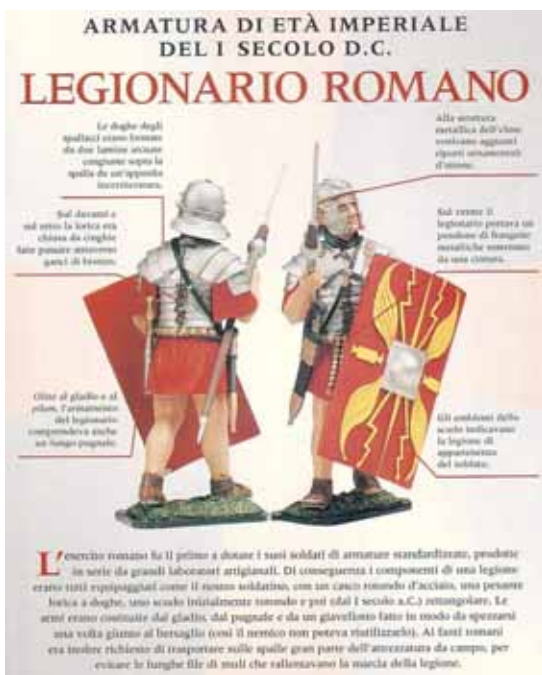 ARMATURA DI ETÀ IMPERIALE
DEL I SECOLO D.C.
LEGIONARIO ROMANO
Le doghe degli
spallacci erano formate
da due lamine arcuate
congiunte sopra la
spalla da un'apposita
incernieratura.
Alla struttura
metallica dell'elmo
venivano aggiunti
riporti ornamentali
d'ottone.
Sul davanti e
sul retro la lorica era
chiusa da cinghie
fatte passare attraverso
ganci di bronzo.
Sul ventre il
legionario portava un
pendone di frangette
metalliche sostenuto
da una cintura.
Oltre al gladio e al
pilum, l'armamento
del legionario
comprendeva anche
un lungo pugnale.
Gli emblemi dello
scudo indicavano
la legione di
appartenenza
del soldato.
L'esercito romano fu il primo a dotare i suoi soldati di armature standardizzate, prodotte
in serie da grandi laboratori artigianali. Di conseguenza i componenti di una legione
erano tutti equipaggiati come il nostro soldatino, con un casco rotondo d'acciaio, una pesante
lorica a doghe, uno scudo inizialmente rotondo e poi (dal I secolo a.C.) rettangolare. Le
armi erano costituite dal gladio, dal pugnale e da un giavellotto fatto in modo da spezzarsi
una volta giunto al bersaglio (così il nemico non poteva riutilizzarlo). Ai fanti romani
era inoltre richiesto di trasportare sulle spalle gran parte dell'attrezzatura da campo, per
evitare le lunghe file di muli che rallentavano la marcia della legione.